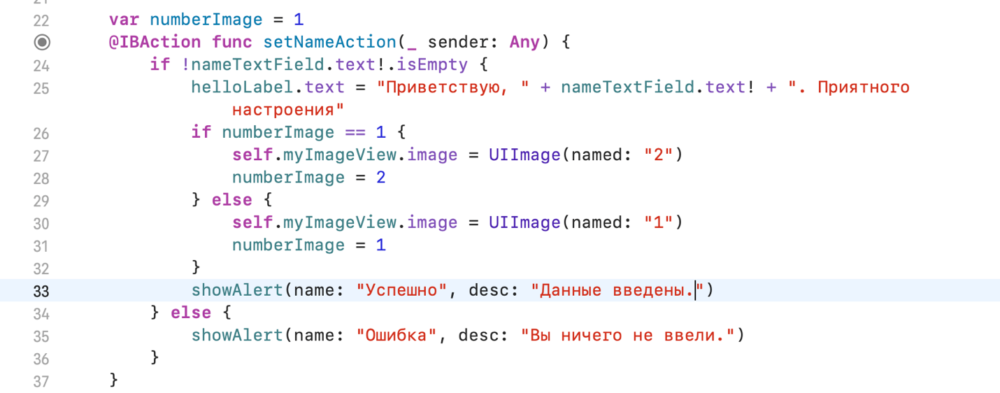 22 var numberImage = 1
@IBAction func setNameAction(_ sender: Any) {
24 if !nameTextField.text!.isEmpty {
25 helloLabel.text = "Приветствую, " + nameTextField.text! + ". Приятного
настроения"
26 if numberImage == 1 {
27 self.myImageView.image = UIImage(named: "2")
28 numberImage = 2
29 } else {
30 self.myImageView.image = UIImage(named: "1")
31 numberImage = 1
32 }
33 showAlert(name: "Успешно", desc: "Данные введены.")
34 } else {
35 showAlert(name: "Ошибка", desc: "Вы ничего не ввели.")
36 }
37 }